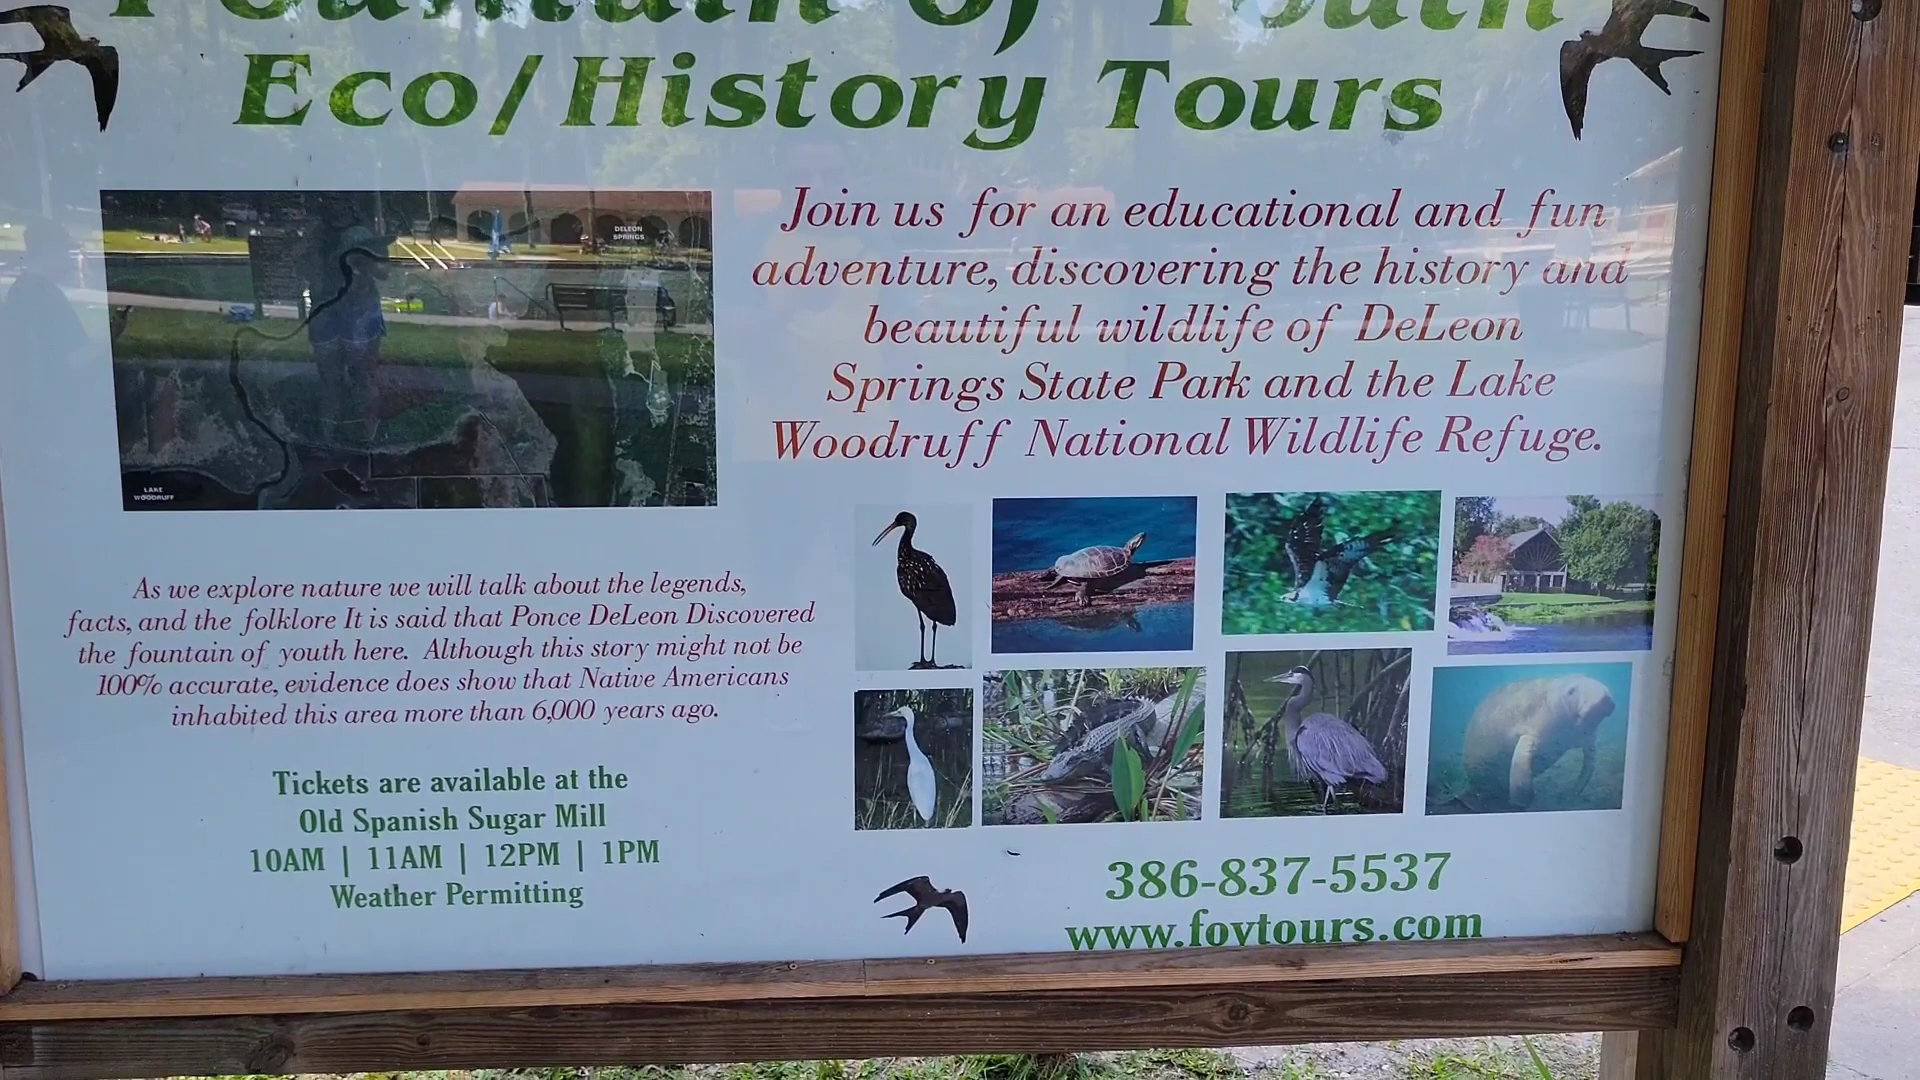 Fountain of Youth
Eco/History Tours
DELEON
SPRINGS
LAKE
WOODRUFF
Join us for an educational and fun
adventure, discovering the history and
beautiful wildlife of DeLeon
Springs State Park and the Lake
Woodruff National Wildlife Refuge.
As we explore nature we will talk about the legends,
facts, and the folklore It is said that Ponce DeLeon Discovered
the fountain of youth here. Although this story might not be
100% accurate, evidence does show that Native Americans
inhabited this area more than 6,000 years ago.
Tickets are available at the
Old Spanish Sugar Mill
10AM | 11AM | 12PM | 1PM
Weather Permitting
386-837-5537
www.foytours.com